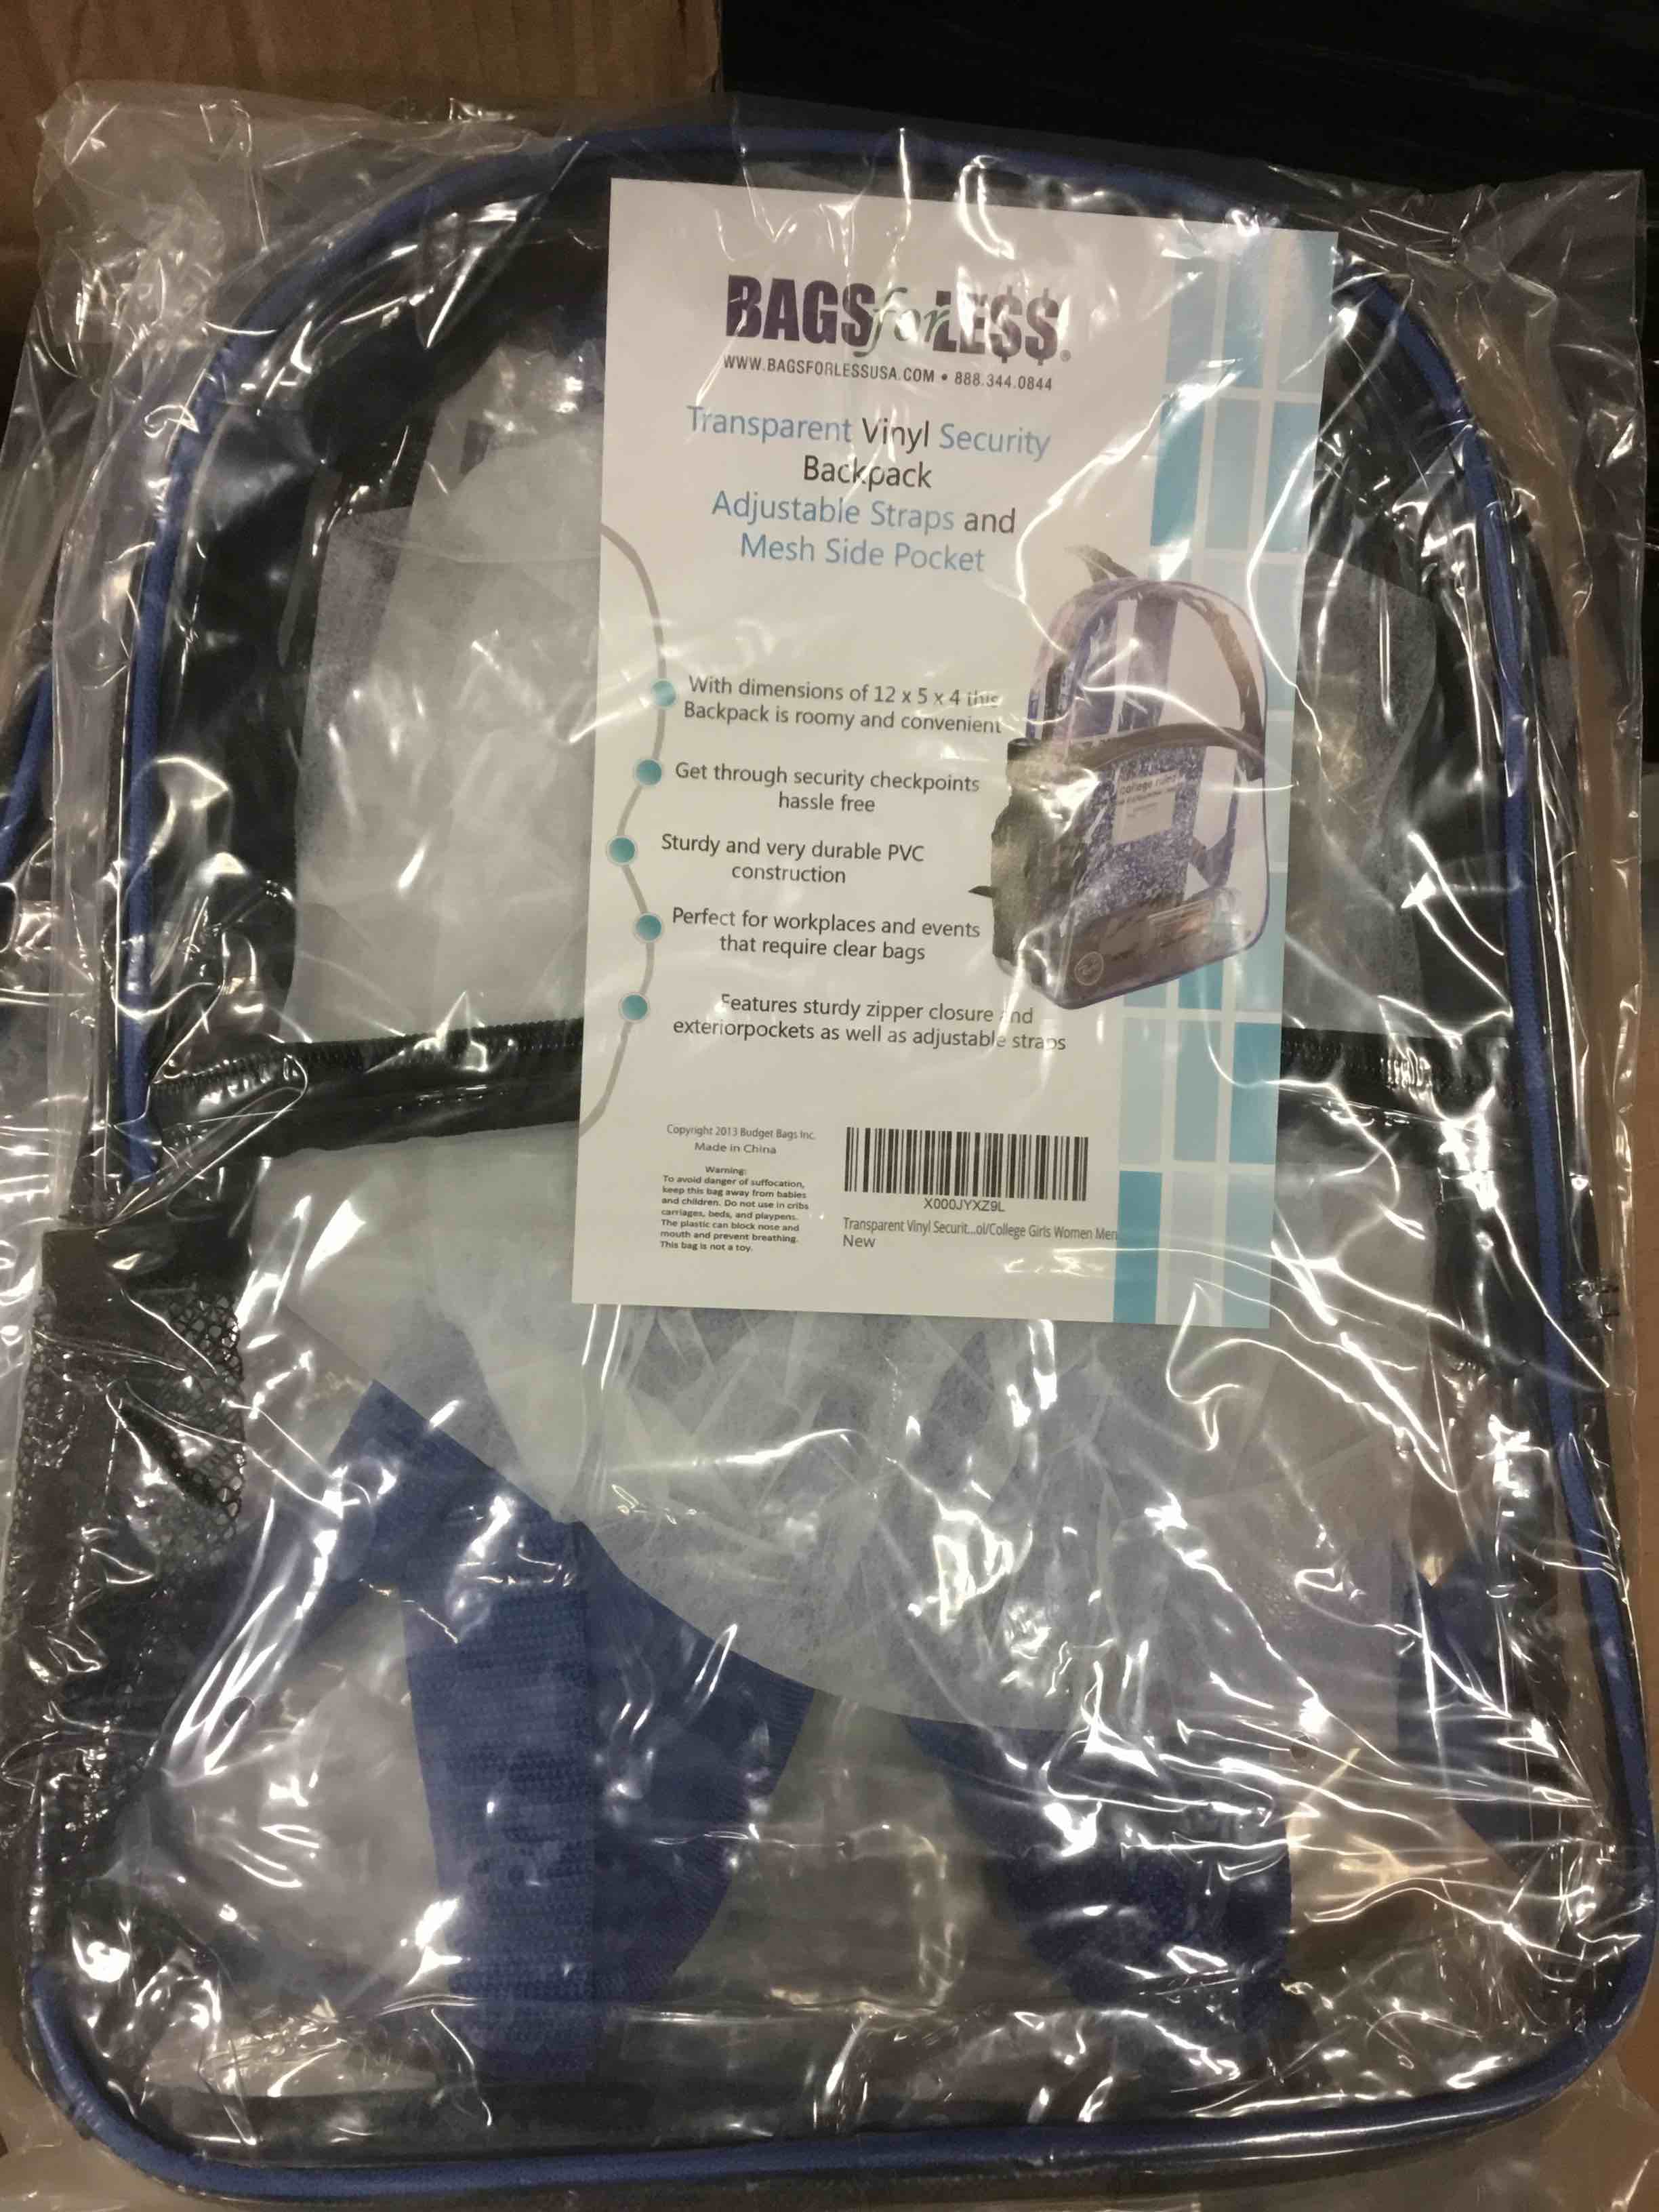 BAGSforLE$$®
WWW.BAGSFORLESSUSA.COM • 888.344.0844
Transparent Vinyl Security
Backpack
Adjustable Straps and
Mesh Side Pocket
With dimensions of 12 x 5 x 4 this
Backpack is roomy and convenient
Get through security checkpoints
hassle free
Sturdy and very durable PVC
construction
Perfect for workplaces and events
that require clear bags
Features sturdy zipper closure and
exteriorpockets as well as adjustable straps
college ruled
Copyright 2013 Budget Bags Inc.
Made in China
Warning:
To avoid danger of suffocation,
keep this bag away from babies
and children. Do not use in cribs
carriages, beds, and playpens.
The plastic can block nose and
mouth and prevent breathing.
This bag is not a toy.
X000JYXZ9L
Transparent Vinyl Securit...ol/College Girls Women Men
New